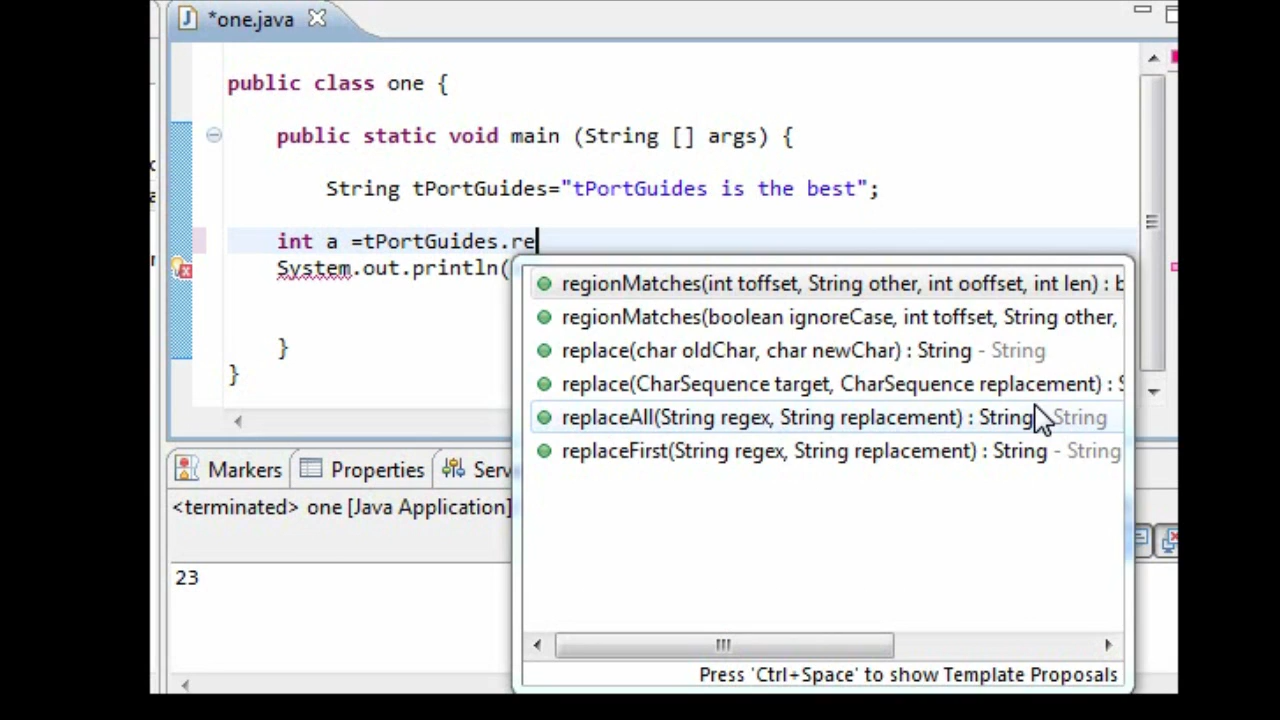 *one.java
public class one {
public static void main (String [] args) {
String tPortGuides="tPortGuides is the best";
int a =tPortGuides.re
System.out.println(
}
}
regionMatches(int toffset, String other, int ooffset, int len) : b
regionMatches(boolean ignoreCase, int toffset, String other,
replace(char oldChar, char newChar) : String - String
replace(CharSequence target, CharSequence replacement) : S
replaceAll(String regex, String replacement) : String - String
replaceFirst(String regex, String replacement) : String - String
Press 'Ctrl+Space' to show Template Proposals
Markers Properties Serv
<terminated> one [Java Application]
23